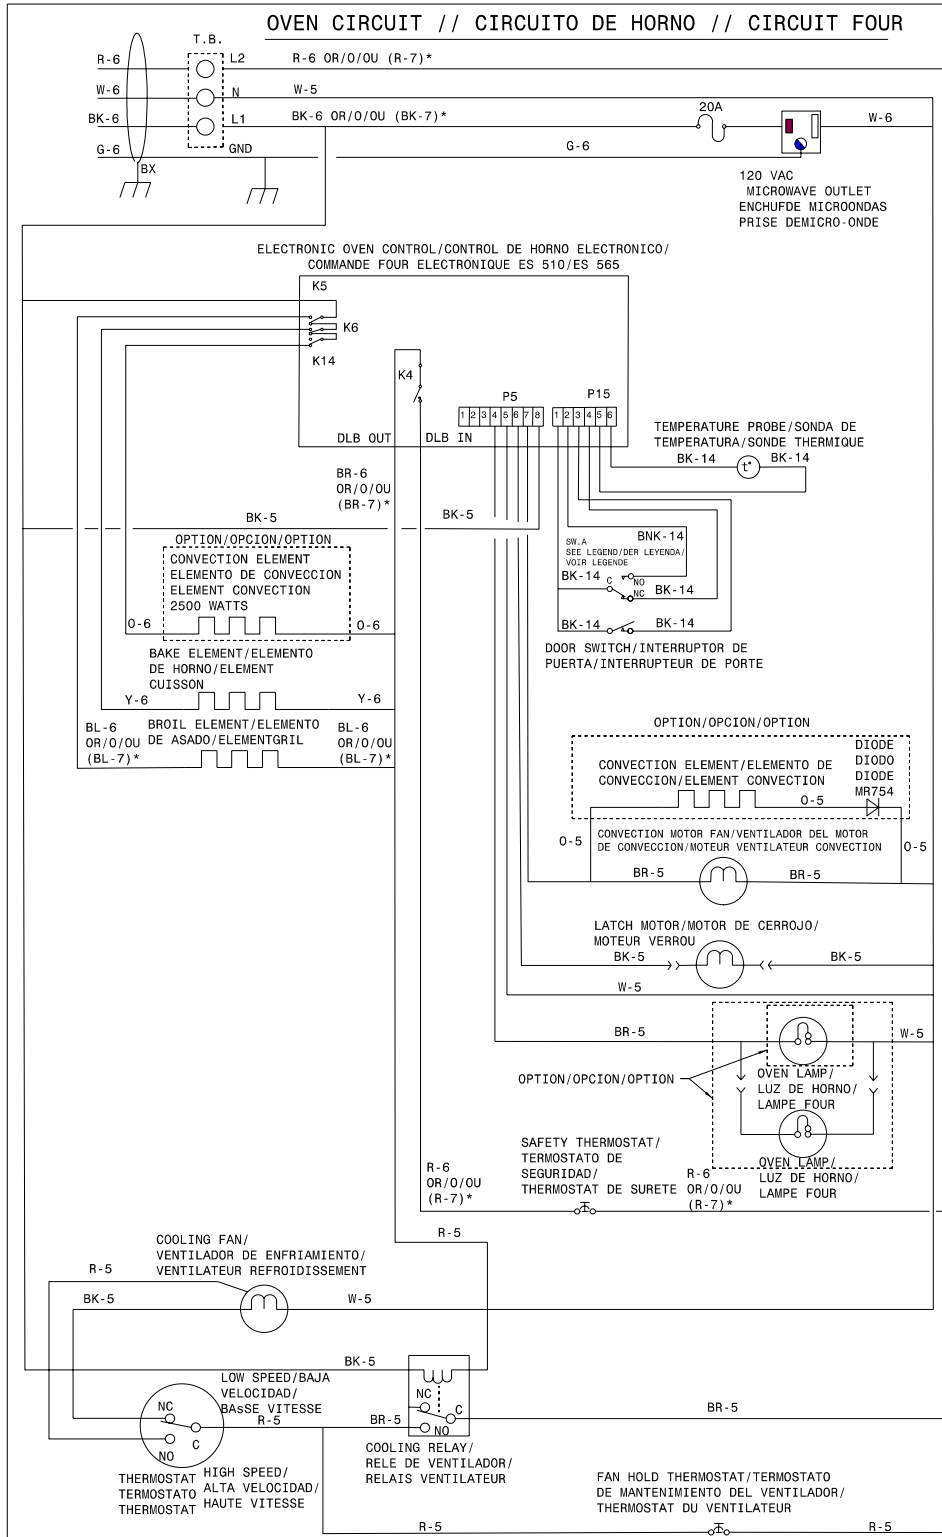 OVEN CIRCUIT // CIRCUITO DE HORNO // CIRCUIT FOUR
T.B.
R-6
L2
R-6 OR/O/OU (R-7)*
W-6
N
W-5
BK-6
L1
BK-6 OR/O/OU (BK-7)*
20A
W-6
G-6
GND
G-6
BX
120 VAC
MICROWAVE OUTLET
ENCHUFDE MICROONDAS
PRISE DEMICRO-ONDE
ELECTRONIC OVEN CONTROL/CONTROL DE HORNO ELECTRONICO/
COMMANDE FOUR ELECTRONIQUE ES 510/ES 565
K5
K6
K14
K4
P5
P15
1 2 3 4 5 6 7 8
1 2 3 4 5 6
DLB OUT
DLB IN
TEMPERATURE PROBE/SONDA DE
TEMPERATURA/SONDE THERMIQUE
BK-14
t°
BK-14
BR-6
OR/O/OU
(BR-7)*
BK-5
BK-5
OPTION/OPCION/OPTION
CONVECTION ELEMENT
ELEMENTO DE CONVECCION
ELEMENT CONVECTION
2500 WATTS
O-6
O-6
SW.A
SEE LEGEND/DER LEYENDA/
VOIR LEGENDE
BNK-14
BK-14
C
NO
NC
BK-14
BK-14
BK-14
DOOR SWITCH/INTERRUPTOR DE
PUERTA/INTERRUPTEUR DE PORTE
BAKE ELEMENT/ELEMENTO
DE HORNO/ELEMENT
CUISSON
Y-6
Y-6
BL-6
OR/O/OU
(BL-7)*
BROIL ELEMENT/ELEMENTO
DE ASADO/ELEMENTGRIL
BL-6
OR/O/OU
(BL-7)*
OPTION/OPCION/OPTION
CONVECTION ELEMENT/ELEMENTO DE
CONVECCION/ELEMENT CONVECTION
DIODE
DIODO
DIODE
MR754
O-5
O-5
CONVECTION MOTOR FAN/VENTILADOR DEL MOTOR
DE CONVECCION/MOTEUR VENTILATEUR CONVECTION
O-5
BR-5
BR-5
LATCH MOTOR/MOTOR DE CERROJO/
MOTEUR VERROU
BK-5
BK-5
W-5
BR-5
W-5
OPTION/OPCION/OPTION
OVEN LAMP/
LUZ DE HORNO/
LAMPE FOUR
OVEN LAMP/
LUZ DE HORNO/
LAMPE FOUR
R-6
OR/O/OU
(R-7)*
SAFETY THERMOSTAT/
TERMOSTATO DE
SEGURIDAD/
THERMOSTAT DE SURETE
R-6
OR/O/OU
(R-7)*
R-5
COOLING FAN/
VENTILADOR DE ENFRIAMIENTO/
VENTILATEUR REFROIDISSEMENT
R-5
BK-5
W-5
BK-5
LOW SPEED/BAJA
VELOCIDAD/
BAsSE VITESSE
NC
C
NO
R-5
BR-5
NC
C
NO
BR-5
COOLING RELAY/
RELE DE VENTILADOR/
RELAIS VENTILATEUR
THERMOSTAT
TERMOSTATO
THERMOSTAT
HIGH SPEED/
ALTA VELOCIDAD/
HAUTE VITESSE
FAN HOLD THERMOSTAT/TERMOSTATO
DE MANTENIMIENTO DEL VENTILADOR/
THERMOSTAT DU VENTILATEUR
R-5
R-5